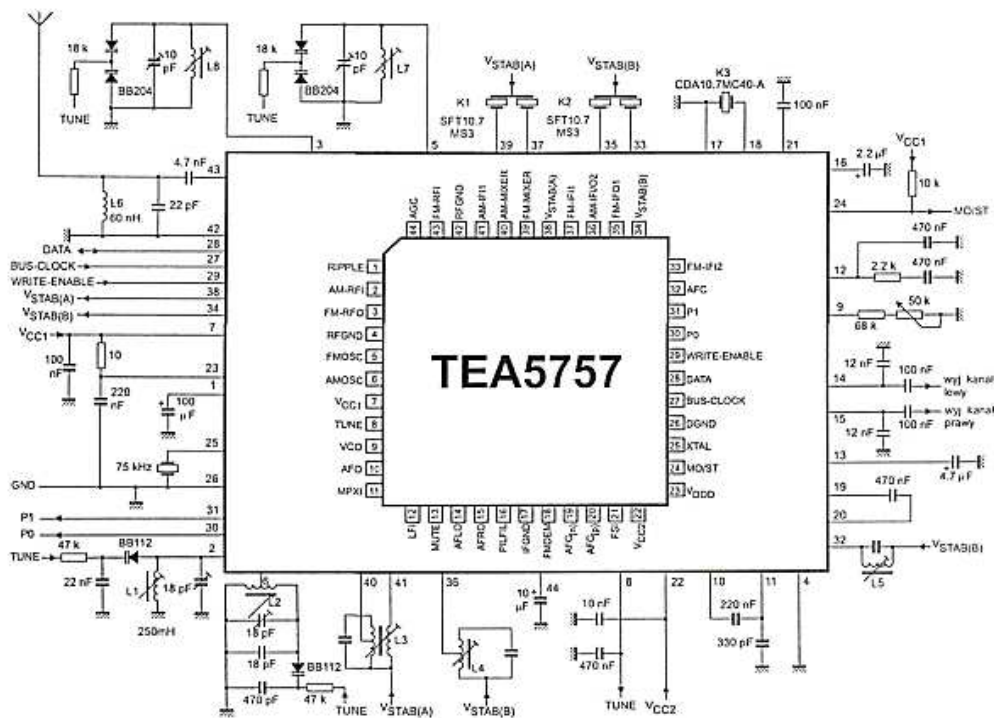 18 k
10 pF
L8
BB204
TUNE
18 k
10 pF
L7
BB204
TUNE
VSTAB(A)
VSTAB(B)
K1
SFT10.7
MS3
K2
SFT10.7
MS3
K3
CDA10.7MC40-A
100 nF
3
5
39
37
35
33
17
18
21
4.7 nF
43
L6
60 nH
22 pF
42
DATA
28
BUS-CLOCK
27
WRITE-ENABLE
29
VSTAB(A)
38
VSTAB(B)
34
VCC1
7
100 nF
10
23
220 nF
1
+
100 µF
25
75 kHz
GND
26
P1
31
P0
30
TUNE
47 k
BB112
2
22 nF
L1
18 pF
250mH
16
2.2 µF
+
VCC1
10 k
24
MO/ST
470 nF
12
2.2 k
470 nF
9
68 k
50 k
12 nF
14
100 nF
wyj kanal
lewy
15
12 nF
100 nF
wyj kanal
prawy
13
4.7 µF
+
19
470 nF
20
32
VSTAB(B)
L5
AGC
FM-RFI
RFGND
AM-IFI1
AM-MIXER
FM-MIXER
VSTAB(A)
FM-IFI1
AM-IFI/O2
FM-IFO1
VSTAB(B)
44
43
42
41
40
39
38
37
36
35
34
RIPPLE 1
AM-RFI 2
FM-RFO 3
RFGND 4
FMOSC 5
AMOSC 6
VCC1 7
TUNE 8
VCO 9
AFO 10
MPXI 11
TEA5757
33 FM-IFI2
32 AFC
31 P1
30 P0
29 WRITE-ENABLE
28 DATA
27 BUS-CLOCK
26 DGND
25 XTAL
24 MO/ST
23 VDDD
12
13
14
15
16
17
18
19
20
21
22
LFI
MUTE
AFLO
AFRO
PILFIL
IFGND
FMDEM
AFC(n)
AFC(p)
FSI
VCC2
6
L2
18 pF
18 pF
BB112
470 pF
47 k
TUNE
40
41
L3
VSTAB(A)
36
L4
VSTAB(B)
10 µF
+
44
10 nF
470 nF
8
22
TUNE
VCC2
10
11
4
220 nF
330 pF